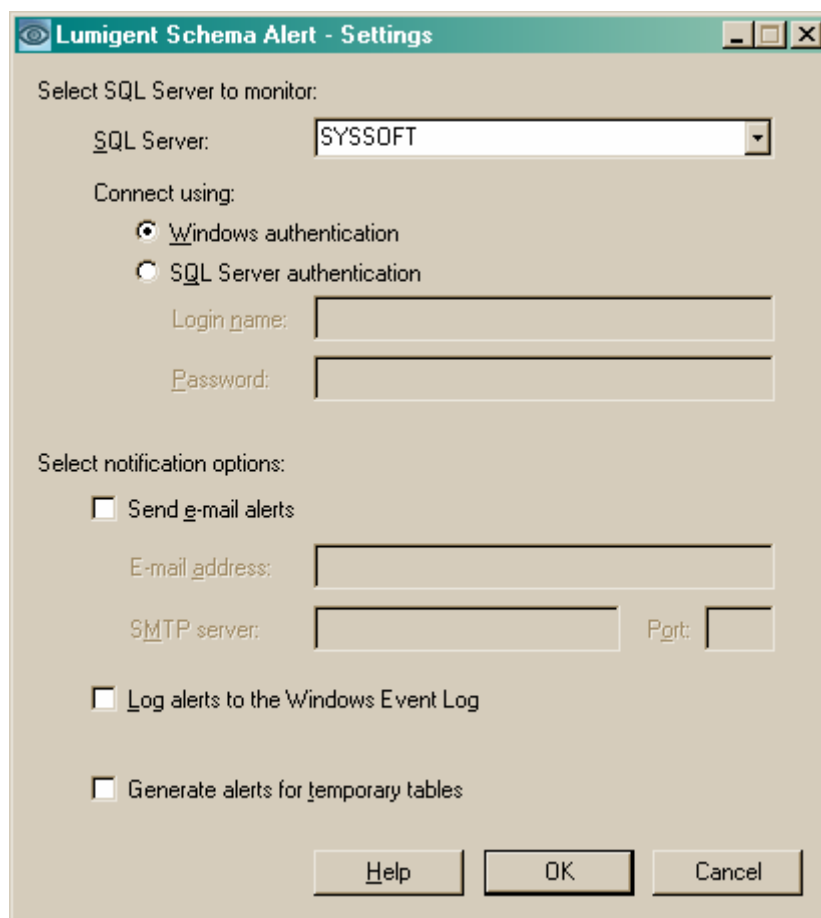 Lumigent Schema Alert - Settings
Select SQL Server to monitor:
SQL Server: SYSSOFT
Connect using:
Windows authentication
SQL Server authentication
Login name:
Password:
Select notification options:
Send e-mail alerts
E-mail address:
SMTP server: Port:
Log alerts to the Windows Event Log
Generate alerts for temporary tables
Help OK Cancel